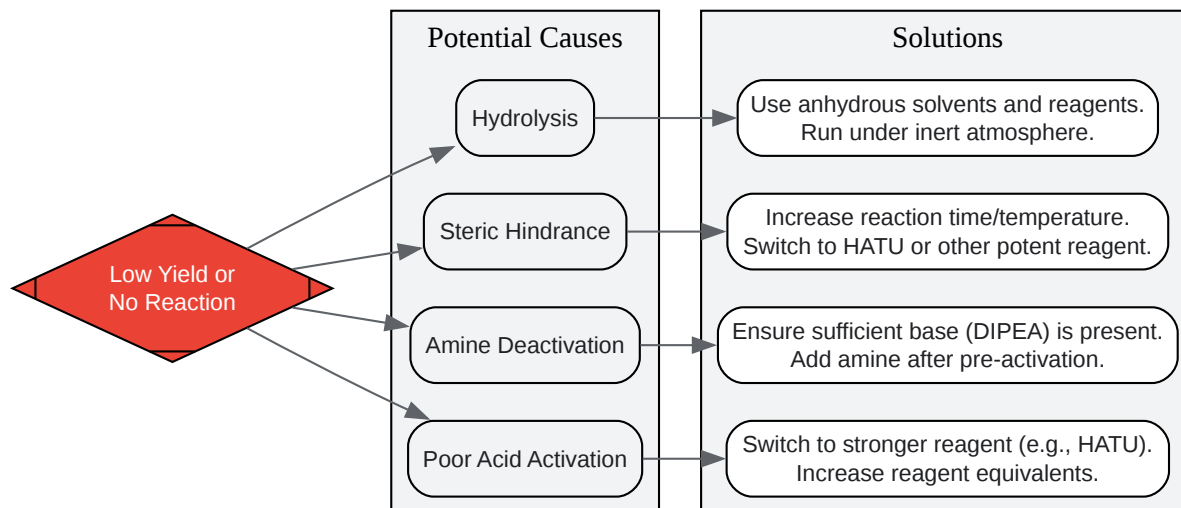 Potential Causes
Solutions
Low Yield or
No Reaction
Hydrolysis
Use anhydrous solvents and reagents.
Run under inert atmosphere.
Steric Hindrance
Increase reaction time/temperature.
Switch to HATU or other potent reagent.
Amine Deactivation
Ensure sufficient base (DIPEA) is present.
Add amine after pre-activation.
Poor Acid Activation
Switch to stronger reagent (e.g., HATU).
Increase reagent equivalents.